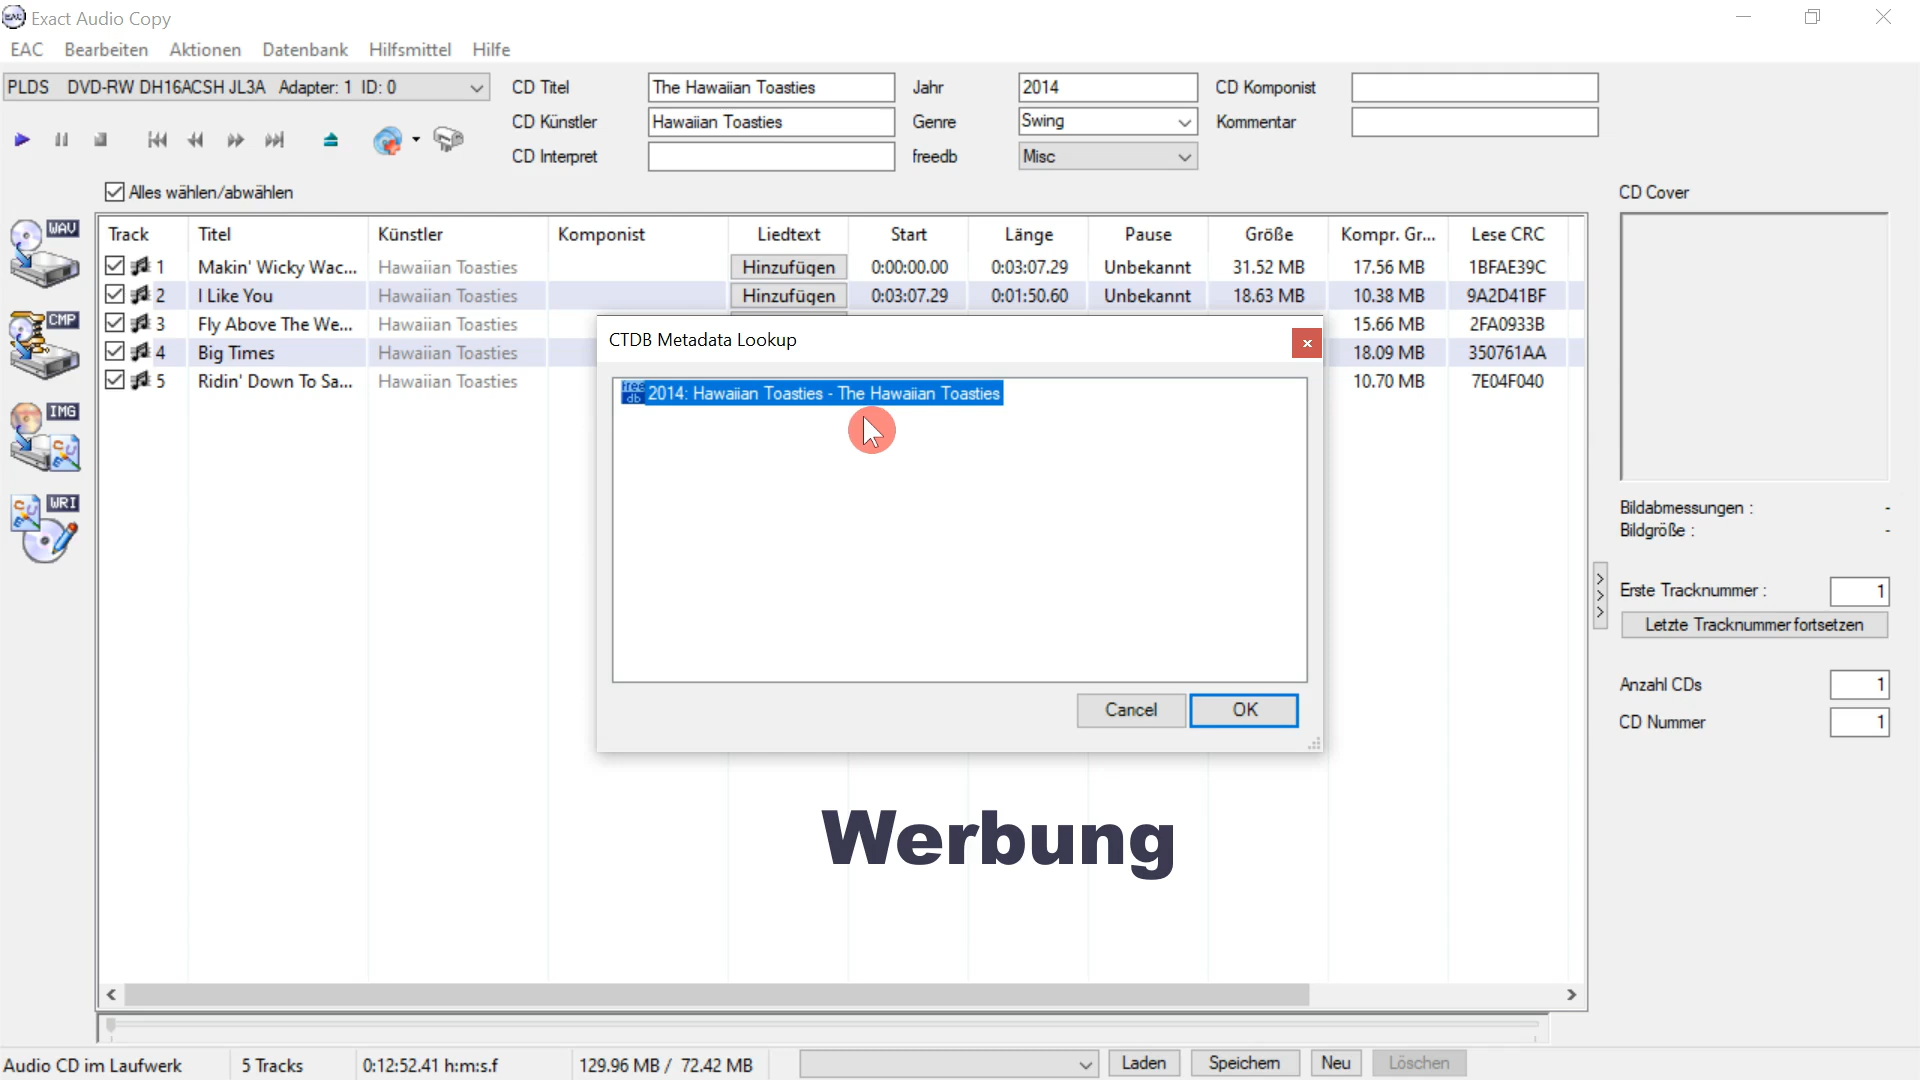 Exact Audio Copy
EAC Bearbeiten Aktionen Datenbank Hilfsmittel Hilfe
PLDS DVD-RW DH16ACSH JL3A Adapter: 1 ID: 0
CD Titel The Hawaiian Toasties Jahr 2014 CD Komponist
CD Künstler Hawaiian Toasties Genre Swing Kommentar
CD Interpret freedb Misc
Alles wählen/abwählen
CD Cover
WAV
CMP
IMG
WRI
Track Titel Künstler Komponist Liedtext Start Länge Pause Größe Kompr. Gr... Lese CRC
1 Makin' Wicky Wac... Hawaiian Toasties Hinzufügen 0:00:00.00 0:03:07.29 Unbekannt 31.52 MB 17.56 MB 1BFAE39C
2 I Like You Hawaiian Toasties Hinzufügen 0:03:07.29 0:01:50.60 Unbekannt 18.63 MB 10.38 MB 9A2D41BF
3 Fly Above The We... Hawaiian Toasties 15.66 MB 2FA0933B
4 Big Times Hawaiian Toasties 18.09 MB 350761AA
5 Ridin' Down To Sa... Hawaiian Toasties 10.70 MB 7E04F040
CTDB Metadata Lookup
free db 2014: Hawaiian Toasties - The Hawaiian Toasties
Cancel OK
Bildabmessungen : -
Bildgröße : -
Erste Tracknummer : 1
Letzte Tracknummer fortsetzen
Anzahl CDs 1
CD Nummer 1
Werbung
Audio CD im Laufwerk 5 Tracks 0:12:52.41 h:m:s.f 129.96 MB / 72.42 MB Laden Speichern Neu Löschen